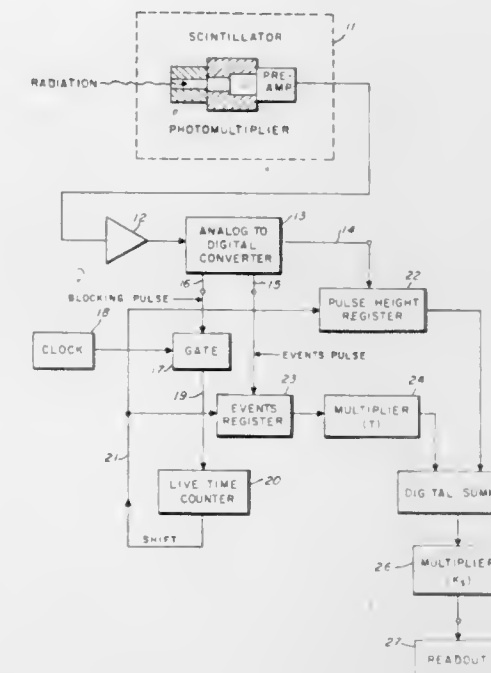 11
SCINTILLATOR
RADIATION
PRE-
AMP
PHOTOMULTIPLIER
12
13
ANALOG TO
DIGITAL
CONVERTER
14
16
15
BLOCKING PULSE
22
PULSE HEIGHT
REGISTER
18
CLOCK
GATE
17
EVENTS PULSE
19
23
24
EVENTS
REGISTER
MULTIPLIER
(T)
21
LIVE TIME
COUNTER
20
DIGITAL
SHIFT
26
MULTIPLIER
27
READOUT